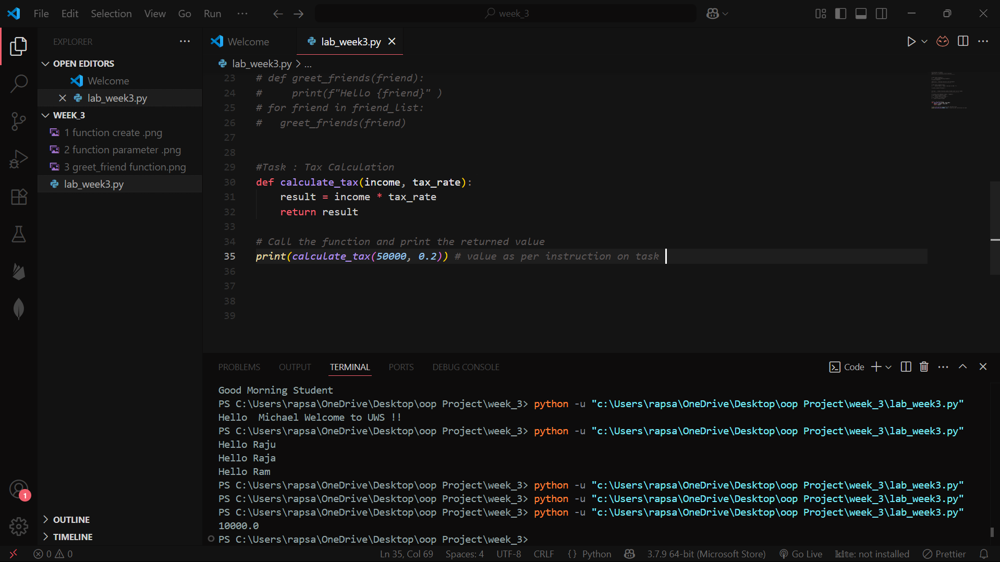 File Edit Selection View Go Run ... week_3
EXPLORER ...
OPEN EDITORS
Welcome
lab_week3.py
WEEK_3
1 function create .png
2 function parameter .png
3 greet_friend function.png
lab_week3.py
OUTLINE
TIMELINE
1
Welcome lab_week3.py
lab_week3.py > ...
23 # def greet_friends(friend):
24 #     print(f"Hello {friend}" )
25 # for friend in friend_list:
26 #   greet_friends(friend)
27
28
29 #Task : Tax Calculation
30 def calculate_tax(income, tax_rate):
31     result = income * tax_rate
32     return result
33
34 # Call the function and print the returned value
35 print(calculate_tax(50000, 0.2)) # value as per instruction on task
36
37
38
39
PROBLEMS OUTPUT TERMINAL PORTS DEBUG CONSOLE Code
Good Morning Student
PS C:\Users\rapsa\OneDrive\Desktop\oop Project\week_3> python -u "c:\Users\rapsa\OneDrive\Desktop\oop Project\week_3\lab_week3.py"
Hello  Michael Welcome to UWS !!
PS C:\Users\rapsa\OneDrive\Desktop\oop Project\week_3> python -u "c:\Users\rapsa\OneDrive\Desktop\oop Project\week_3\lab_week3.py"
Hello Raju
Hello Raja
Hello Ram
PS C:\Users\rapsa\OneDrive\Desktop\oop Project\week_3> python -u "c:\Users\rapsa\OneDrive\Desktop\oop Project\week_3\lab_week3.py"
PS C:\Users\rapsa\OneDrive\Desktop\oop Project\week_3> python -u "c:\Users\rapsa\OneDrive\Desktop\oop Project\week_3\lab_week3.py"
PS C:\Users\rapsa\OneDrive\Desktop\oop Project\week_3> python -u "c:\Users\rapsa\OneDrive\Desktop\oop Project\week_3\lab_week3.py"
10000.0
PS C:\Users\rapsa\OneDrive\Desktop\oop Project\week_3>
0 0 Ln 35, Col 69 Spaces: 4 UTF-8 CRLF {} Python 3.7.9 64-bit (Microsoft Store) Go Live kite: not installed Prettier